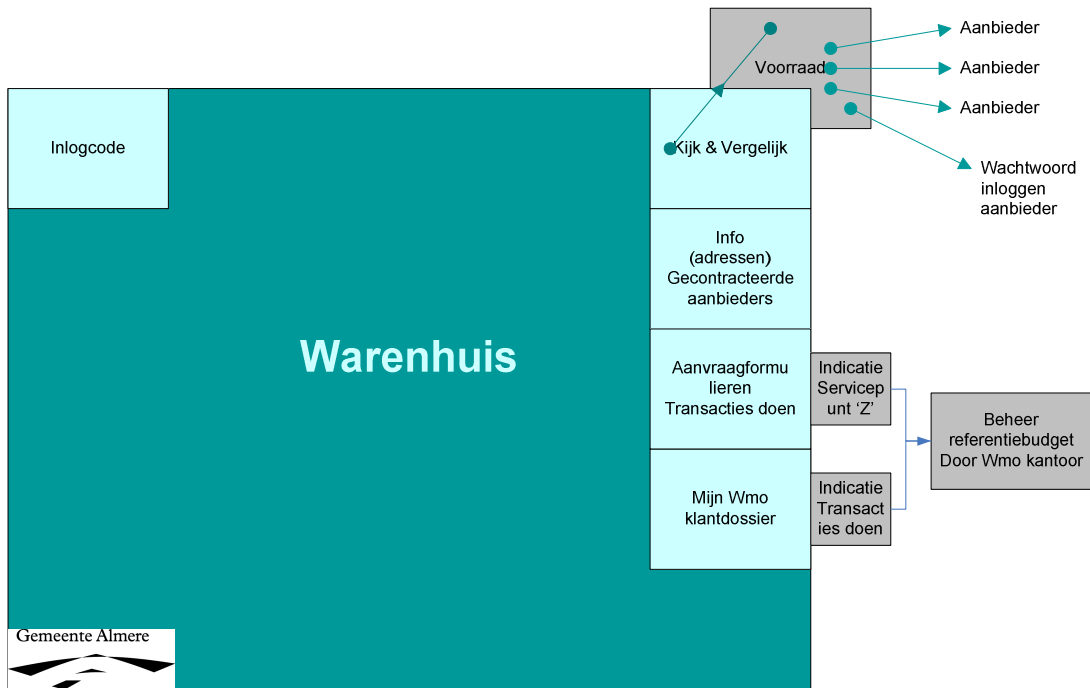 Aanbieder
Voorraad
Aanbieder
Aanbieder
Inlogcode
Kijk & Vergelijk
Wachtwoord
inloggen
aanbieder
Info
(adressen)
Gecontracteerde
aanbieders
Warenhuis
Aanvraagformu
lieren
Transacties doen
Indicatie
Servicep
unt ‘Z’
Beheer
referentiebudget
Door Wmo kantoor
Mijn Wmo
klantdossier
Indicatie
Transact
ies doen
Gemeente Almere